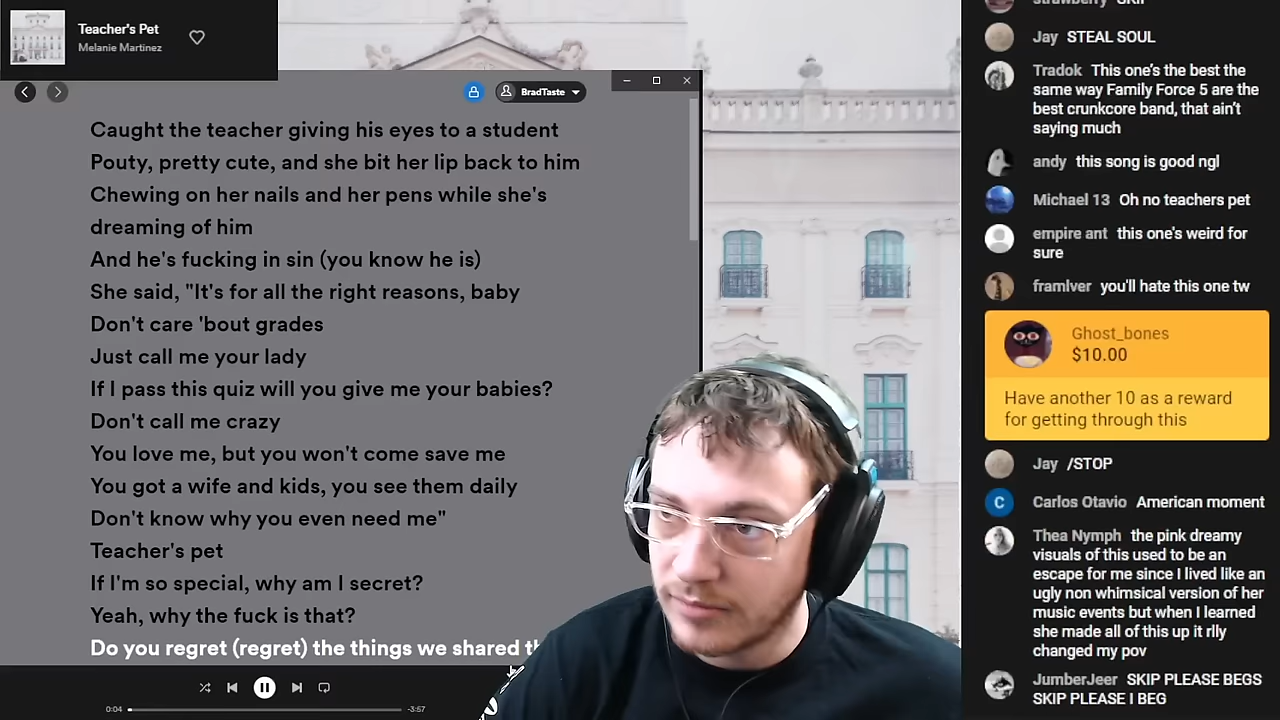 Teacher's Pet
Melanie Martinez
BradTaste
Caught the teacher giving his eyes to a student
Pouty, pretty cute, and she bit her lip back to him
Chewing on her nails and her pens while she's
dreaming of him
And he's fucking in sin (you know he is)
She said, "It's for all the right reasons, baby
Don't care 'bout grades
Just call me your lady
If I pass this quiz will you give me your babies?
Don't call me crazy
You love me, but you won't come save me
You got a wife and kids, you see them daily
Don't know why you even need me"
Teacher's pet
If I'm so special, why am I secret?
Yeah, why the fuck is that?
Do you regret (regret) the things we shared
0:04
-3:57
strawberry SKIP
Jay STEAL SOUL
Tradok This one's the best the
same way Family Force 5 are the
best crunkcore band, that ain't
saying much
andy this song is good ngl
Michael 13 Oh no teachers pet
empire ant this one's weird for
sure
framlver you'll hate this one tw
Ghost_bones
$10.00
Have another 10 as a reward
for getting through this
Jay /STOP
C
Carlos Otavio American moment
Thea Nymph the pink dreamy
visuals of this used to be an
escape for me since I lived like an
ugly non whimsical version of her
music events but when I learned
she made all of this up it rlly
changed my pov
JumberJeer SKIP PLEASE BEGS
SKIP PLEASE I BEG